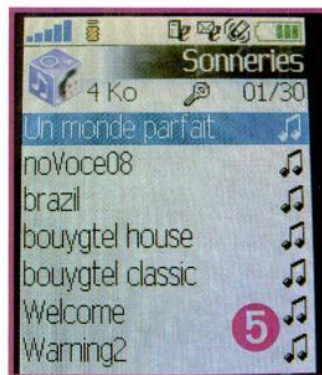 Sonneries
4 Ko 01/30
Un monde parfait
noVoce08
brazil
bouygtel house
bouygtel classic
Welcome
Warning2
5